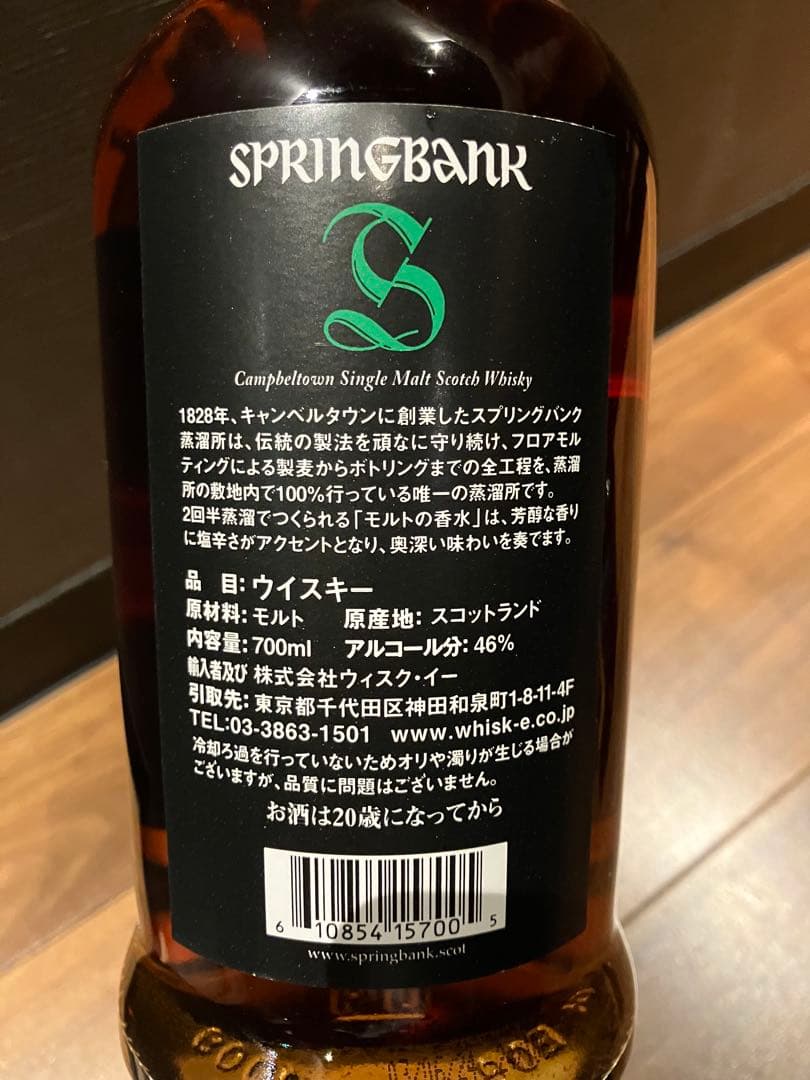 SPRINGBANK
S
Campbeltown Single Malt Scotch Whisky
1828年、キャンベルタウンに創業したスプリングバンク
蒸溜所は、伝統の製法を頑なに守り続け、フロアモル
ティングによる製麦からボトリングまでの全工程を、蒸溜
所の敷地内で100%行っている唯一の蒸溜所です。
2回半蒸溜でつくられる「モルトの香水」は、芳醇な香り
に塩辛さがアクセントとなり、奥深い味わいを奏でます。
品 目:ウイスキー
原材料:モルト 原産地:スコットランド
内容量:700ml アルコール分:46%
輸入者及び 株式会社ウィスク・イー
引取先:東京都千代田区神田和泉町1-8-11-4F
TEL:03-3863-1501 www.whisk-e.co.jp
冷却ろ過を行っていないためオリや濁りが生じる場合が
ございますが、品質に問題はございません。
お酒は20歳になってから
6 10854 15700 5
www.springbank.scot